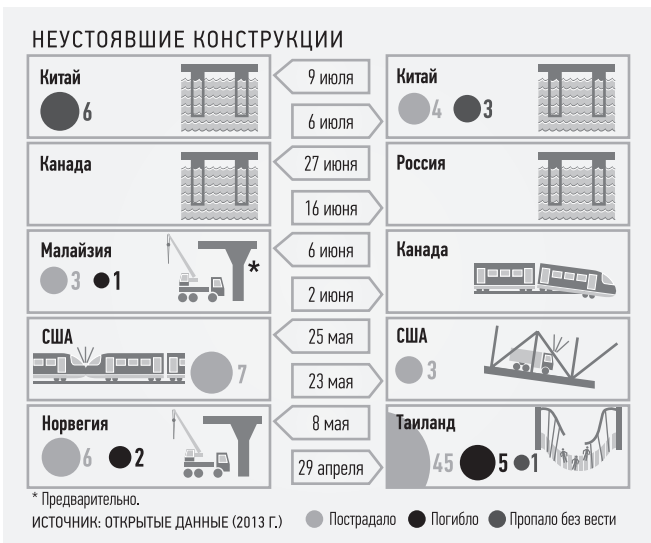 НЕУСТОЯВШИЕ КОНСТРУКЦИИ
Китай
6
9 июля
Китай
4 3
6 июля
Канада
27 июня
Россия
16 июня
Малайзия
3 1 *
6 июня
Канада
2 июня
США
7
25 мая
США
3
23 мая
Норвегия
6 2
8 мая
Таиланд
45 5 1
29 апреля
* Предварительно.
ИСТОЧНИК: ОТКРЫТЫЕ ДАННЫЕ (2013 Г.)
Пострадало Погибло Пропало без вести